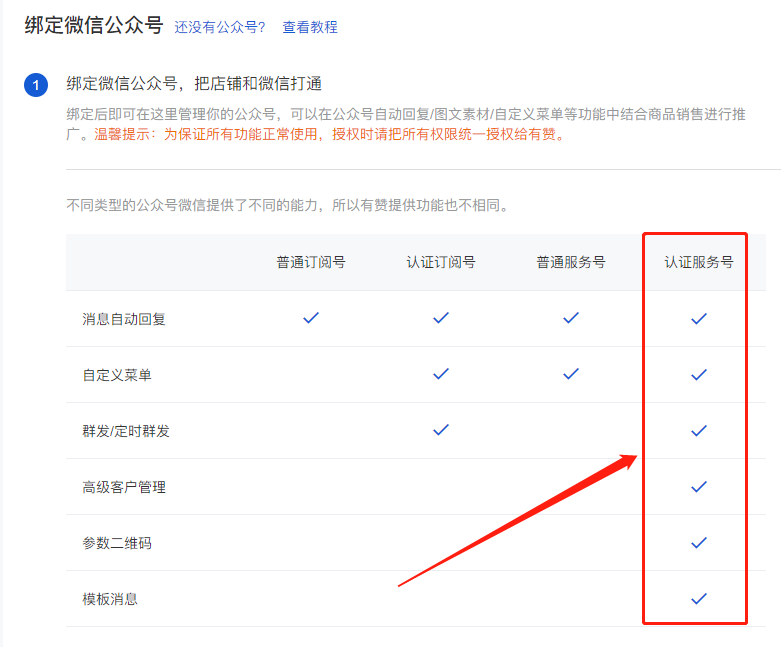 绑定微信公众号 还没有公众号? 查看教程
1 绑定微信公众号，把店铺和微信打通
绑定后即可在这里管理你的公众号，可以在公众号自动回复/图文素材/自定义菜单等功能中结合商品销售进行推
广。温馨提示：为保证所有功能正常使用，授权时请把所有权限统一授权给有赞。
不同类型的公众号微信提供了不同的能力，所以有赞提供功能也不相同。
普通订阅号 认证订阅号 普通服务号 认证服务号
消息自动回复
自定义菜单
群发/定时群发
高级客户管理
参数二维码
模板消息